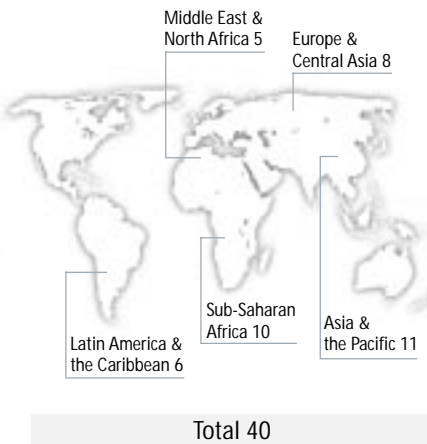 Middle East &
North Africa 5
Europe &
Central Asia 8
Sub-Saharan
Africa 10
Asia &
the Pacific 11
Latin America &
the Caribbean 6
Total 40